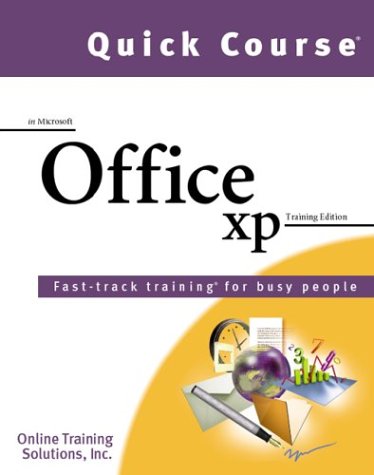 Quick Course®
in Microsoft
Office
xp
Training Edition
Fast-track training® for busy people
Online Training
Solutions, Inc.